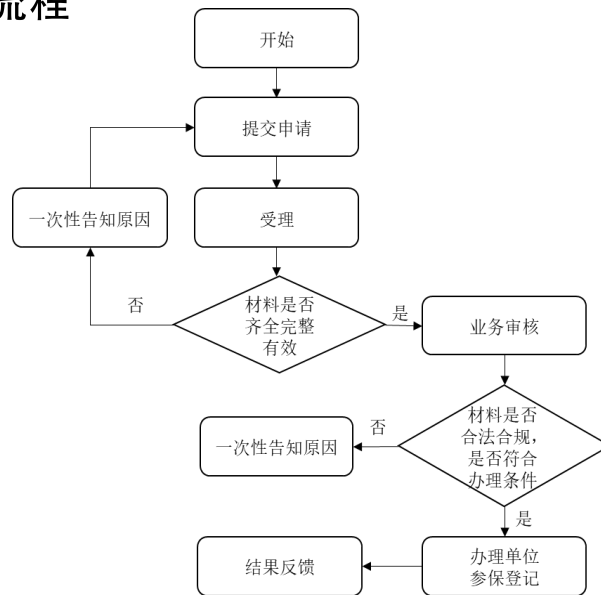 流程
开始
提交申请
一次性告知原因
受理
否
材料是否
齐全完整
有效
是
业务审核
一次性告知原因
否
材料是否
合法合规，
是否符合
办理条件
是
结果反馈
办理单位
参保登记